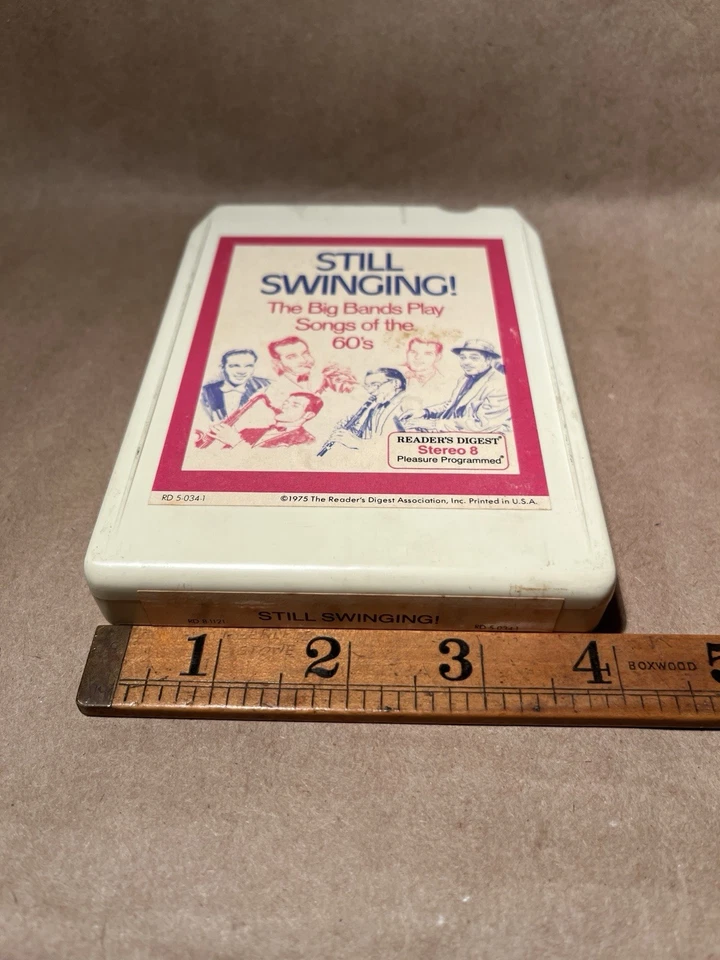 STILL
SWINGING!
The Big Bands Play
Songs of the
60's
READER'S DIGEST®
Stereo 8
Pleasure Programmed®
RD 5-034-1
©1975 The Reader's Digest Association, Inc. Printed in U.S.A.
STILL SWINGING!
1 2 3 4 BOXWOOD 5